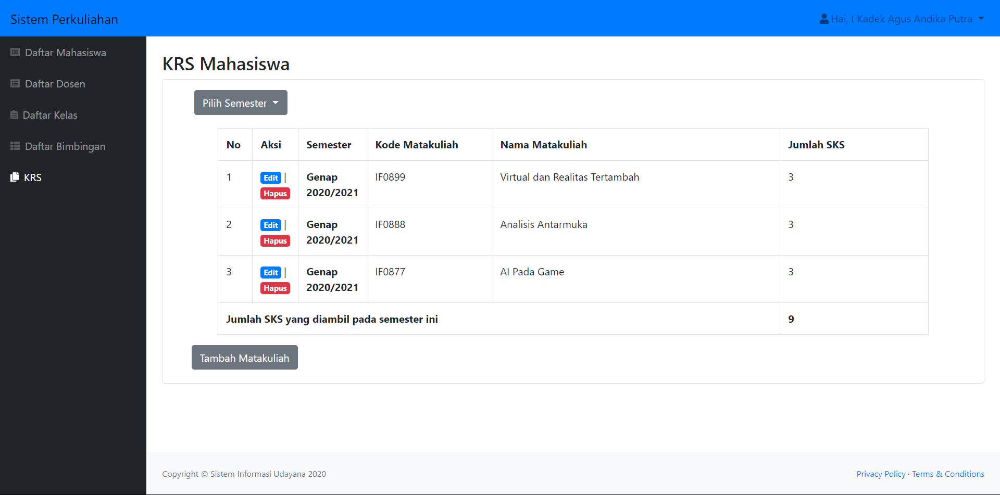 Sistem Perkuliahan
Hai, I Kadek Agus Andika Putra
Daftar Mahasiswa
Daftar Dosen
Daftar Kelas
Daftar Bimbingan
KRS
KRS Mahasiswa
Pilih Semester
No Aksi Semester Kode Matakuliah Nama Matakuliah Jumlah SKS
1 Edit | Genap IF0899 Virtual dan Realitas Tertambah 3
Hapus 2020/2021
2 Edit | Genap IF0888 Analisis Antarmuka 3
Hapus 2020/2021
3 Edit | Genap IF0877 AI Pada Game 3
Hapus 2020/2021
Jumlah SKS yang diambil pada semester ini 9
Tambah Matakuliah
Copyright © Sistem Informasi Udayana 2020
Privacy Policy · Terms & Conditions